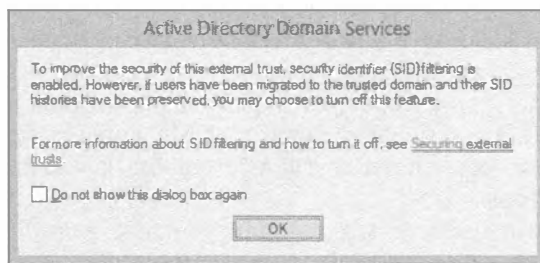 Active Directory Domain Services
To improve the security of this external trust, security identifier (SID)filtering is
enabled. However, if users have been migrated to the trusted domain and their SID
histories have been preserved, you may choose to turn off this feature.
For more information about SID filtering and how to turn it off, see Securing external
trusts
Do not show this dialog box again
OK